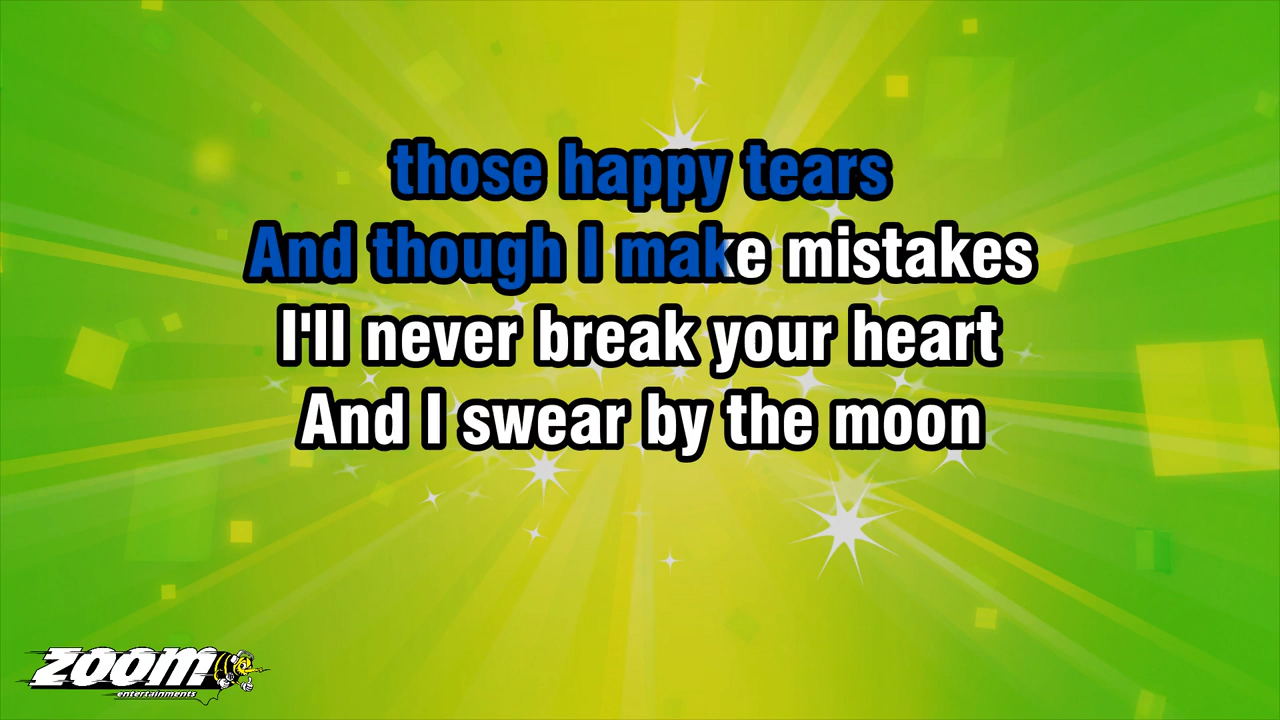 those happy tears
And though I make mistakes
I'll never break your heart
And I swear by the moon
zoom
entertainments